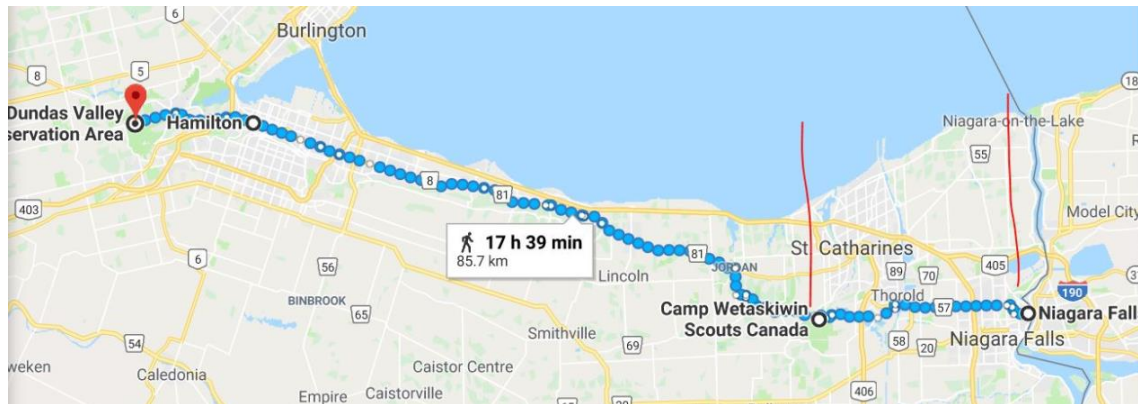 6
Burlington
8
5
Dundas Valley
servation Area
Hamilton
403
8
81
6
56
BINBROOK
65
17 h 39 min
85.7 km
Lincoln
81
JORDAN
Smithville
69
Camp Wetaskiwin
Scouts Canada
St. Catharines
89
70
405
Thorold
57
58
20
Niagara Falls
Niagara Fall
190
Niagara-on-the-Lake
55
18
Model City
406
54
weken
Caledonia
Empire
Caistorville
Caistor Centre